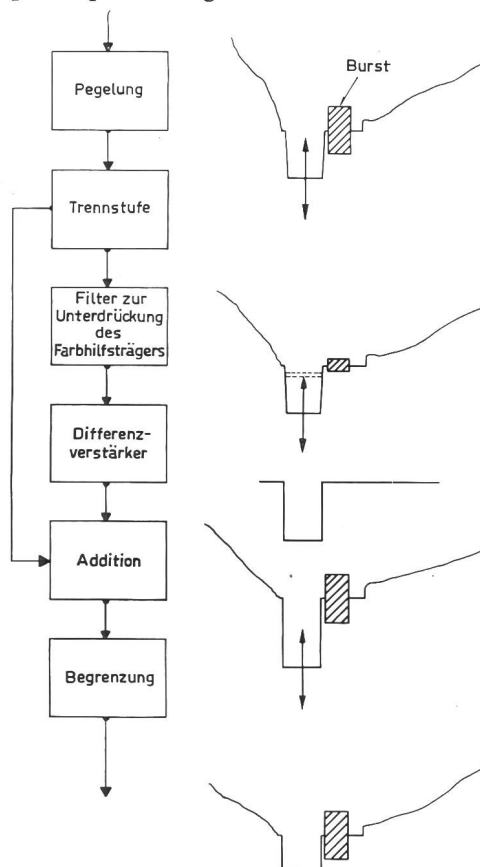 Burst
Pegelung
Trennstufe
Filter zur
Unterdrückung
des
Farbhilfsträgers
Differenz-
verstärker
Addition
Begrenzung